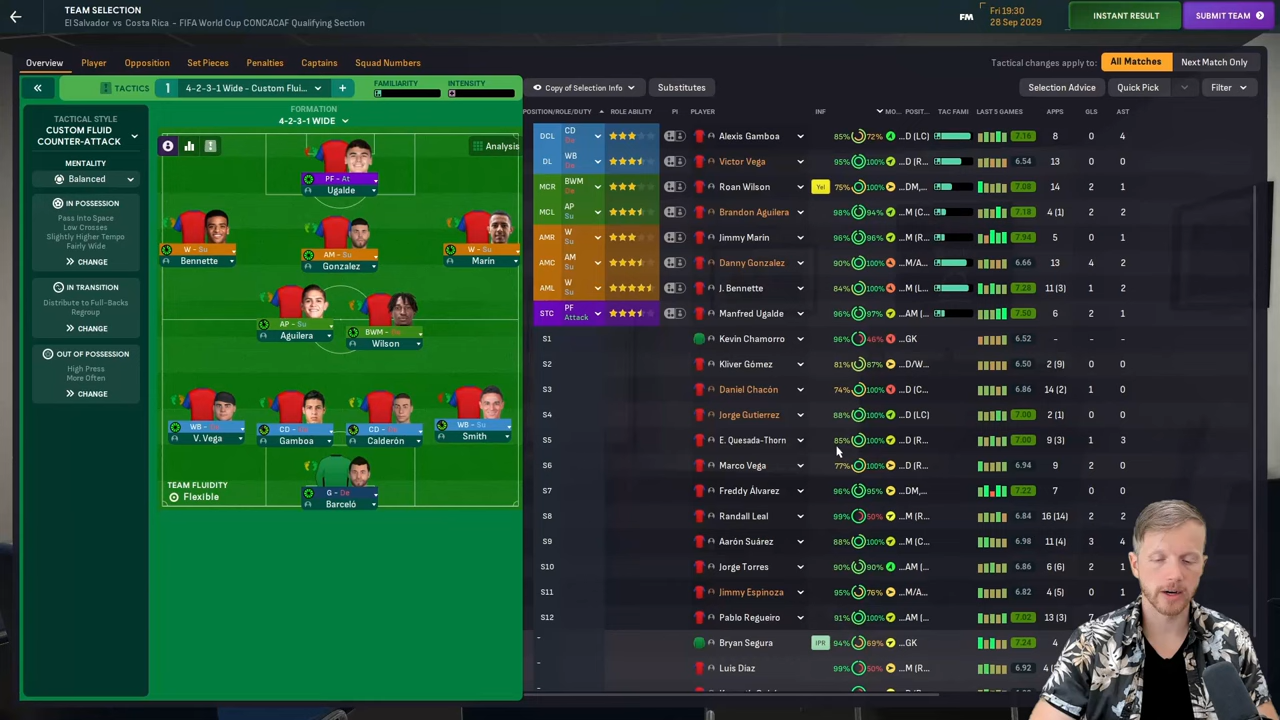 TEAM SELECTION
El Salvador vs Costa Rica - FIFA World Cup CONCACAF Qualifying Section
FM
Fri 19:30
28 Sep 2029
INSTANT RESULT
SUBMIT TEAM
Overview Player Opposition Set Pieces Penalties Captains Squad Numbers
Tactical changes apply to: All Matches Next Match Only
TACTICS 1 4-2-3-1 Wide - Custom Flui... +
FAMILIARITY
INTENSITY
Copy of Selection Info Substitutes
Selection Advice Quick Pick Filter
TACTICAL STYLE
CUSTOM FLUID
COUNTER-ATTACK
MENTALITY
Balanced
IN POSSESSION
Pass Into Space
Low Crosses
Slightly Higher Tempo
Fairly Wide
CHANGE
IN TRANSITION
Distribute to Full-Backs
Regroup
CHANGE
OUT OF POSSESSION
High Press
More Often
CHANGE
FORMATION
4-2-3-1 WIDE
Analysis
PF - At
Ugalde
W - Su
Bennette
AM - Su
Gonzalez
W - Su
Marín
AP - Su
Aguilera
BWM - De
Wilson
WB - Su
V. Vega
CD - De
Gamboa
CD - De
Calderón
WB - Su
Smith
G - De
Barceló
TEAM FLUIDITY
Flexible
POSITION/ROLE/DUTY ROLE ABILITY PI PLAYER INF MO... POSIT... TAC FAMI LAST 5 GAMES APPS GLS AST
DCL CD De Alexis Gamboa 85% 72% ...D (LC) 7.16 8 0 4
DL WB Victor Vega 95% 100% ...D (R... 6.54 13 0 0
MCR BWM De Roan Wilson Yel 75% 100% ...DM,... 7.08 14 2 1
MCL AP Su Brandon Aguilera 98% 94% ...M (C... 7.18 4 (1) 0 2
AMR W Su Jimmy Marín 96% 96% ...M (R... 7.94 5 0 1
AMC AM Su Danny Gonzalez 90% 100% ...M/A... 6.66 13 4 2
AML W Su J. Bennette 84% 100% ...M (L... 7.28 11 (3) 1 2
STC PF Attack Manfred Ugalde 96% 97% ...AM (... 7.50 6 2 1
S1 Kevin Chamorro 96% 46% ...GK 6.52 - - -
S2 Kliver Gómez 81% 87% ...D/W... 2 (9) 0 0
S3 Daniel Chacón 74% 100% ...D (C... 6.86 14 (2) 1 0
S4 Jorge Gutierrez 88% 100% ...D (LC) 7.00 2 (1) 0 0
S5 E. Quesada-Thorn 85% 100% ...D (R... 7.00 9 (3) 1 3
S6 Marco Vega 77% 100% ...D (R... 6.94 9 2 0
S7 Freddy Álvarez 96% 95% ...DM,... 7.22 7 0 0
S8 Randall Leal 99% 50% ...M (R... 6.84 16 (14) 2 2
S9 Aarón Suárez 88% 100% ...M (C... 6.98 11 (4) 3 4
S10 Jorge Torres 90% 90% ...AM (... 6.86 6 (6) 2 1
S11 Jimmy Espinoza 95% 76% ...M/A... 6.82 4 (5) 0 1
S12 Pablo Regueiro 91% 100% ...AM (... 7.02 13 (3)
- Bryan Segura IPR 94% 69% ...GK 7.24 4
- Luis Díaz 99% 50% ...M (R... 6.92